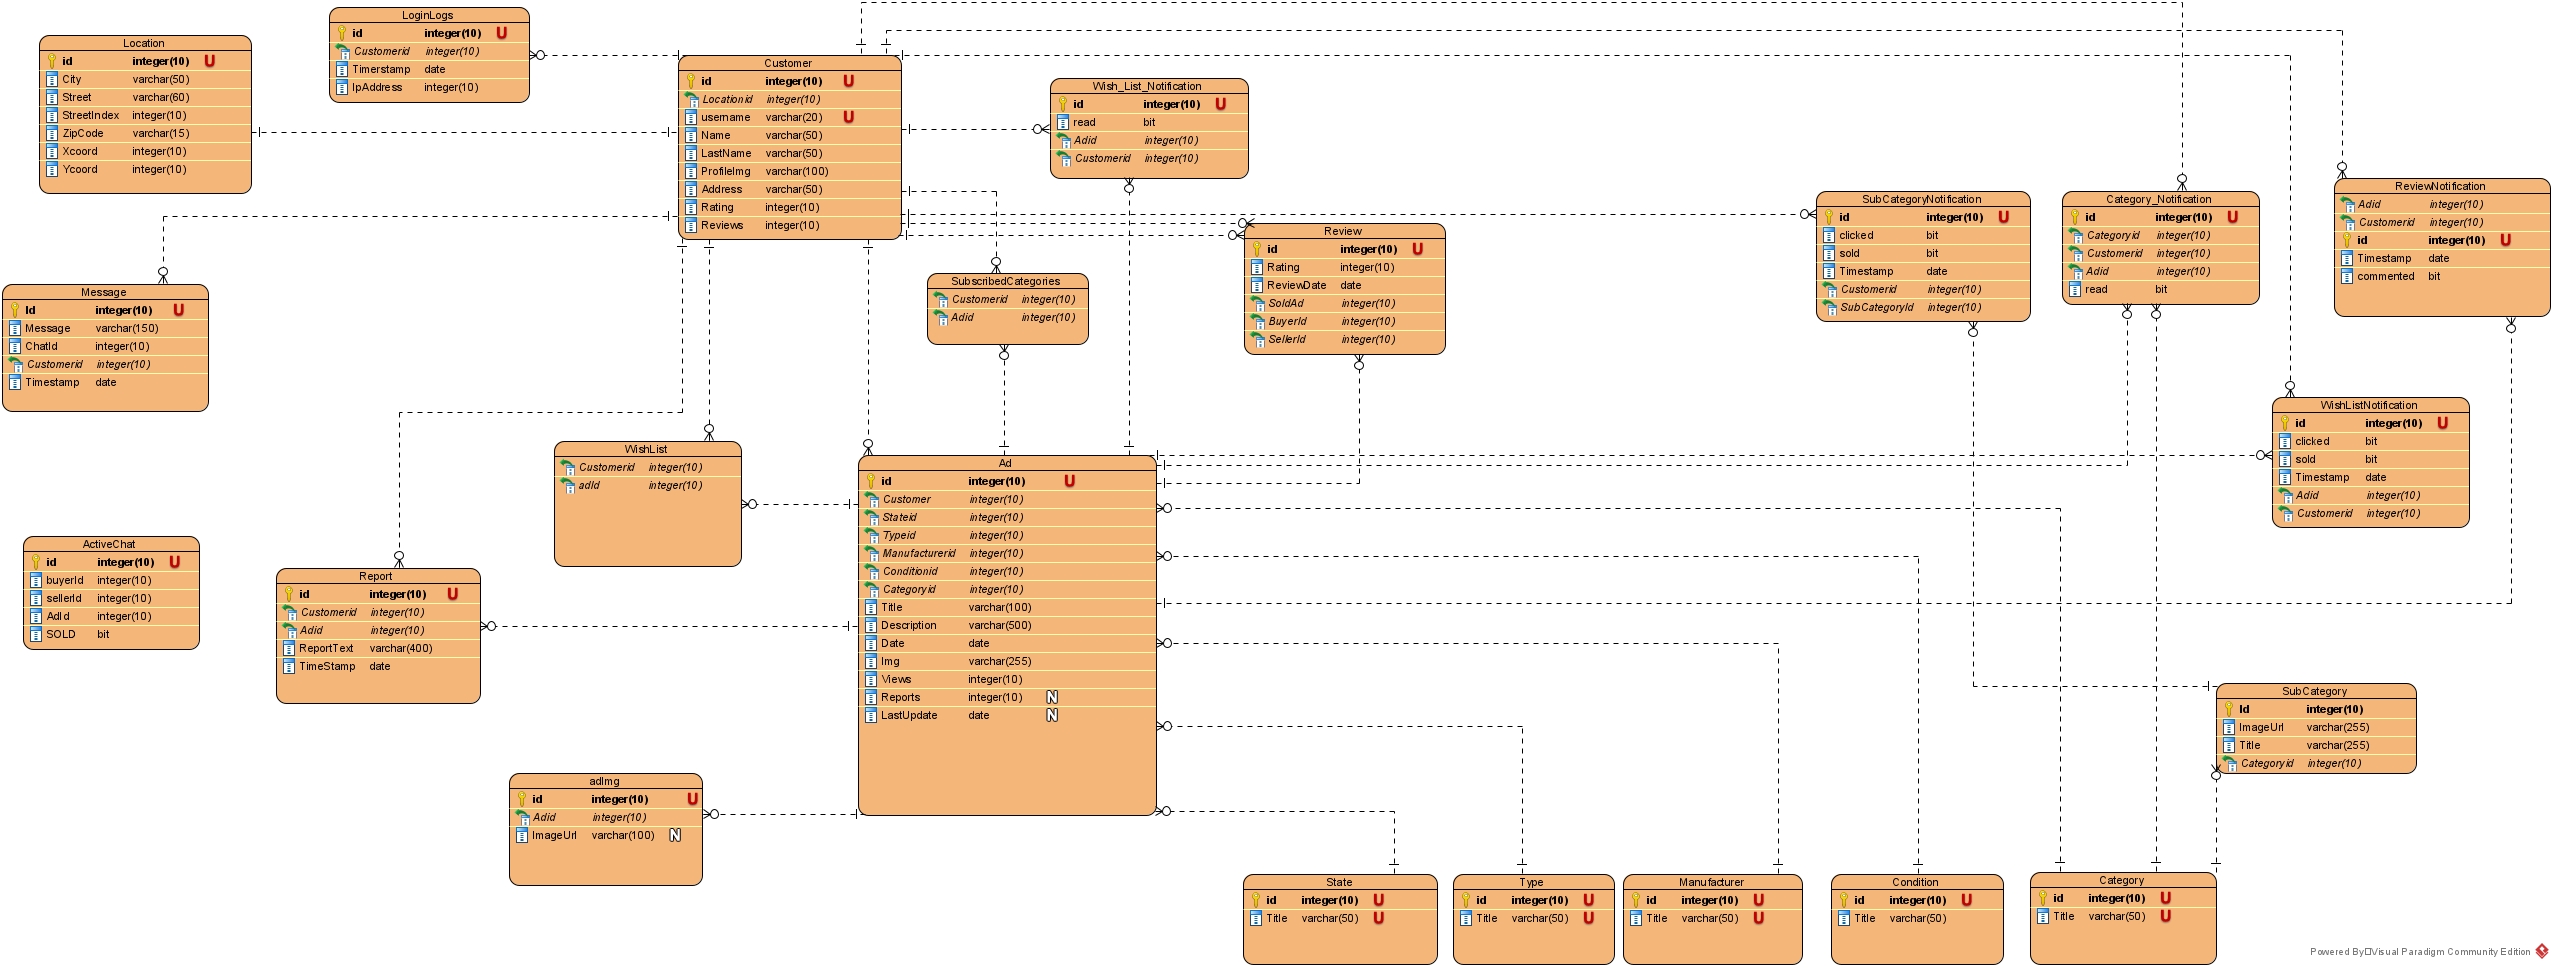 LoginLogs
id integer(10) U
Customerid integer(10)
Timerstamp date
IpAddress integer(10)
Location
id integer(10) U
City varchar(50)
Street varchar(60)
StreetIndex integer(10)
ZipCode varchar(15)
Xcoord integer(10)
Ycoord integer(10)
Customer
id integer(10) U
Locationid integer(10)
username varchar(20) U
Name varchar(50)
LastName varchar(50)
ProfileImg varchar(100)
Address varchar(50)
Rating integer(10)
Reviews integer(10)
Wish_List_Notification
id integer(10) U
read bit
Adid integer(10)
Customerid integer(10)
SubCategoryNotification
id integer(10) U
clicked bit
sold bit
Timestamp date
Customerid integer(10)
SubCategoryId integer(10)
Category_Notification
id integer(10) U
Categoryid integer(10)
Customerid integer(10)
Adid integer(10)
read bit
ReviewNotification
Adid integer(10)
Customerid integer(10)
id integer(10) U
Timestamp date
commented bit
Review
id integer(10) U
Rating integer(10)
ReviewDate date
SoldAd integer(10)
BuyerId integer(10)
SellerId integer(10)
SubscribedCategories
Customerid integer(10)
Adid integer(10)
Message
Id integer(10) U
Message varchar(150)
ChatId integer(10)
Customerid integer(10)
Timestamp date
WishListNotification
id integer(10) U
clicked bit
sold bit
Timestamp date
Adid integer(10)
Customerid integer(10)
WishList
Customerid integer(10)
adId integer(10)
Ad
id integer(10) U
Customer integer(10)
Stateid integer(10)
Typeid integer(10)
Manufacturerid integer(10)
Conditionid integer(10)
Categoryid integer(10)
Title varchar(100)
Description varchar(500)
Date date
Img varchar(255)
Views integer(10)
Reports integer(10) N
LastUpdate date N
ActiveChat
id integer(10) U
buyerId integer(10)
sellerId integer(10)
AdId integer(10)
SOLD bit
Report
id integer(10) U
Customerid integer(10)
Adid integer(10)
ReportText varchar(400)
TimeStamp date
SubCategory
Id integer(10)
ImageUrl varchar(255)
Title varchar(255)
Categoryid integer(10)
adImg
id integer(10) U
Adid integer(10)
ImageUrl varchar(100) N
State
id integer(10) U
Title varchar(50) U
Type
id integer(10) U
Title varchar(50) U
Manufacturer
id integer(10) U
Title varchar(50) U
Condition
id integer(10) U
Title varchar(50)
Category
id integer(10) U
Title varchar(50) U
Powered By□Visual Paradigm Community Edition